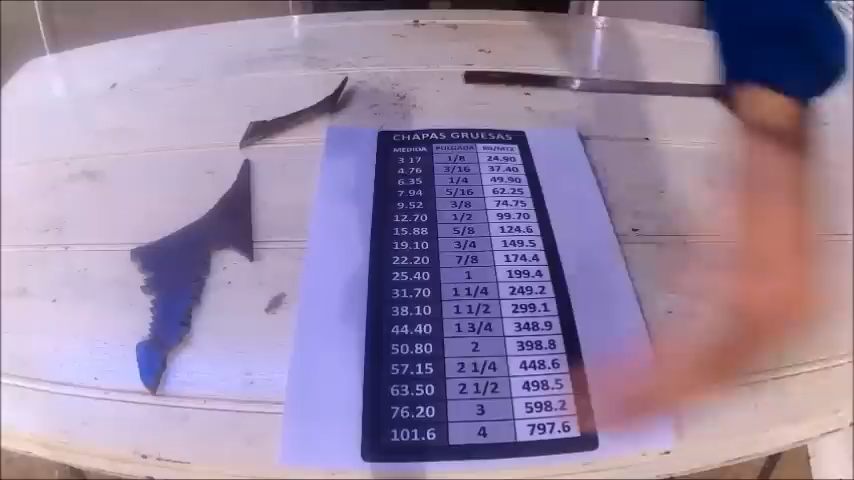 CHAPAS GRUESAS
MEDIDA PULGADA KG/MT2
3.17 1/8 24.90
4.76 3/16 37.40
6.35 1/4 49.90
7.94 5/16 62.25
9.52 3/8 74.75
12.70 1/2 99.70
15.88 5/8 124.6
19.10 3/4 149.5
22.20 7/8 174.4
25.40 1 199.4
31.70 1 1/4 249.2
38.10 1 1/2 299.1
44.40 1 3/4 348.9
50.80 2 398.8
57.15 2 1/4 448.6
63.50 2 1/2 498.5
76.20 3 598.2
101.6 4 797.6